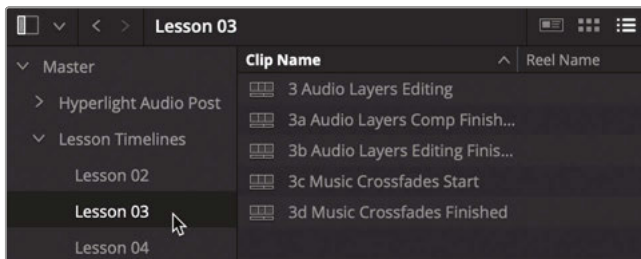 Lesson 03
Master
Hyperlight Audio Post
Lesson Timelines
Lesson 02
Lesson 03
Lesson 04
Clip Name Reel Name
3 Audio Layers Editing
3a Audio Layers Comp Finish...
3b Audio Layers Editing Finis...
3c Music Crossfades Start
3d Music Crossfades Finished